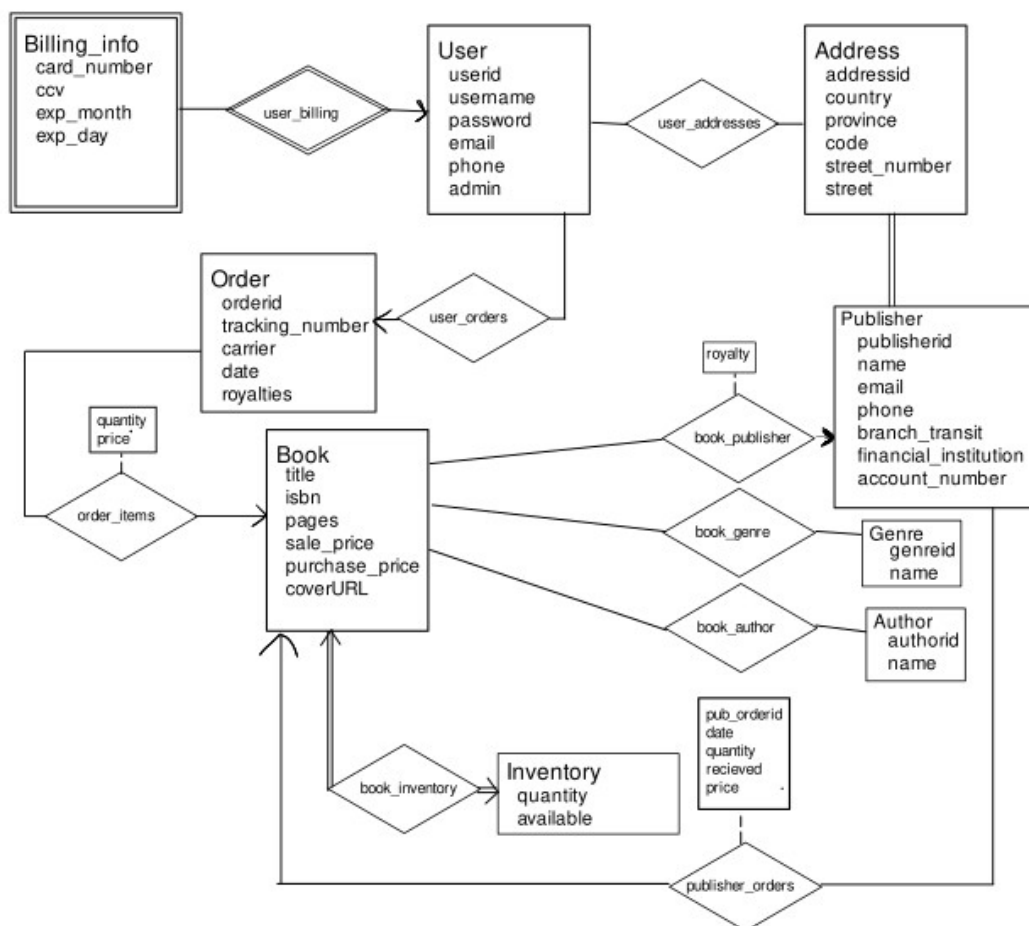 Billing_info
card_number
ccv
exp_month
exp_day
user_billing
User
userid
username
password
email
phone
admin
user_addresses
Address
addressid
country
province
code
street_number
street
Order
orderid
tracking_number
carrier
date
royalties
user_orders
Publisher
publisherid
name
email
phone
branch_transit
financial_institution
account_number
royalty
book_publisher
quantity
price
order_items
Book
title
isbn
pages
sale_price
purchase_price
coverURL
book_genre
Genre
genreid
name
book_author
Author
authorid
name
book_inventory
Inventory
quantity
available
pub_orderid
date
quantity
recieved
price
publisher_orders